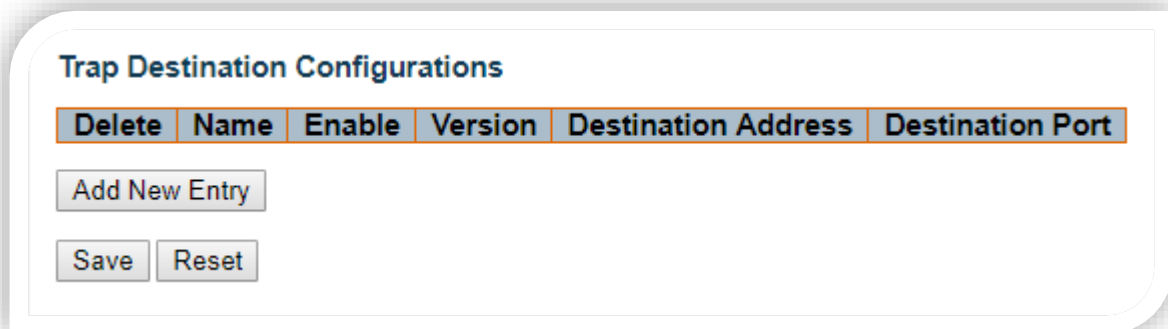 Trap Destination Configurations
Delete Name Enable Version Destination Address Destination Port
Add New Entry
Save Reset